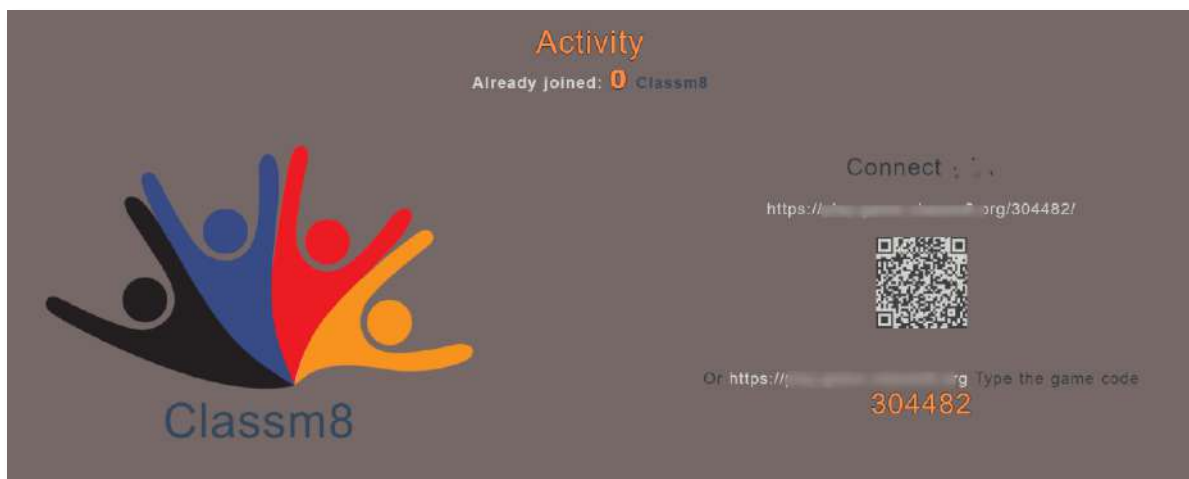 Activity
Already joined: 0 Classm8
Connect
https:// org/304482/
Or https:// rg Type the game code
304482
Classm8